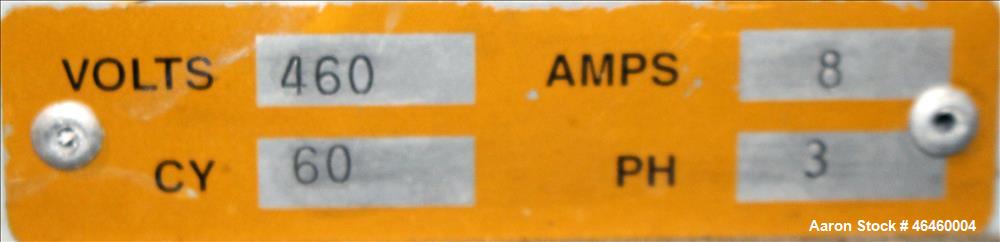 VOLTS 460 AMPS 8
CY 60 PH 3
Aaron Stock # 46460004